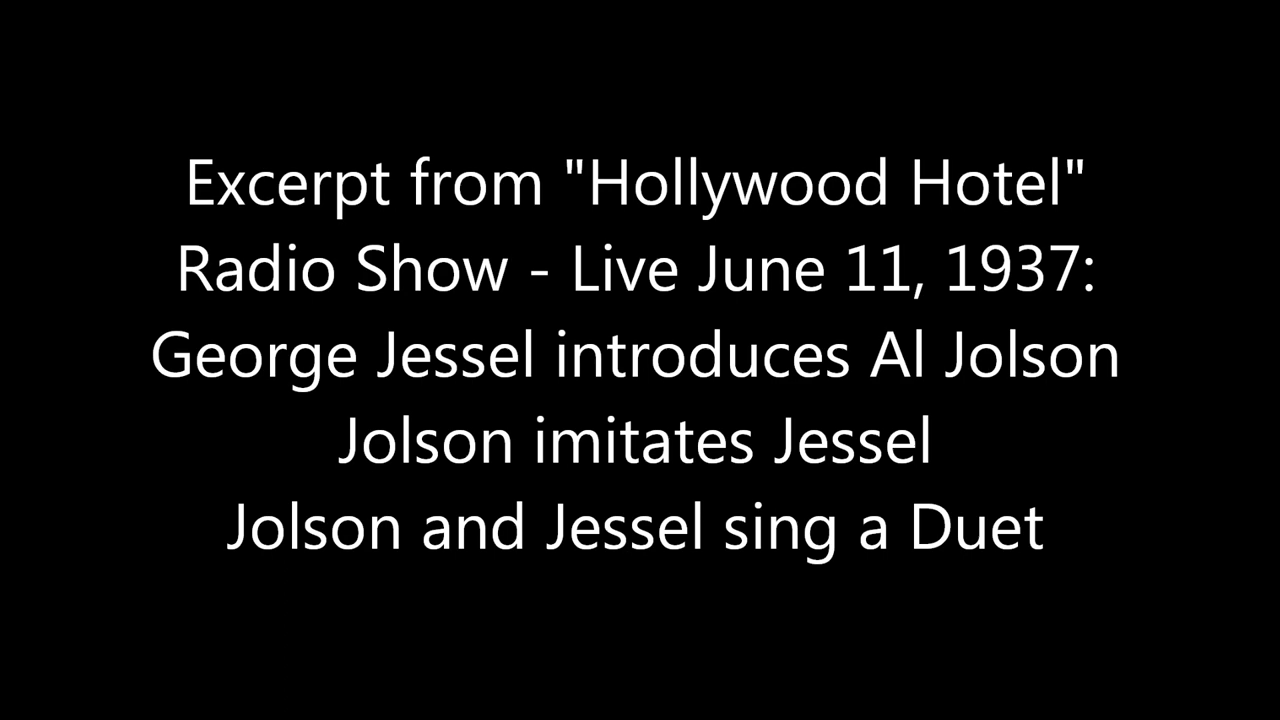 Excerpt from "Hollywood Hotel"
Radio Show - Live June 11, 1937:
George Jessel introduces Al Jolson
Jolson imitates Jessel
Jolson and Jessel sing a Duet